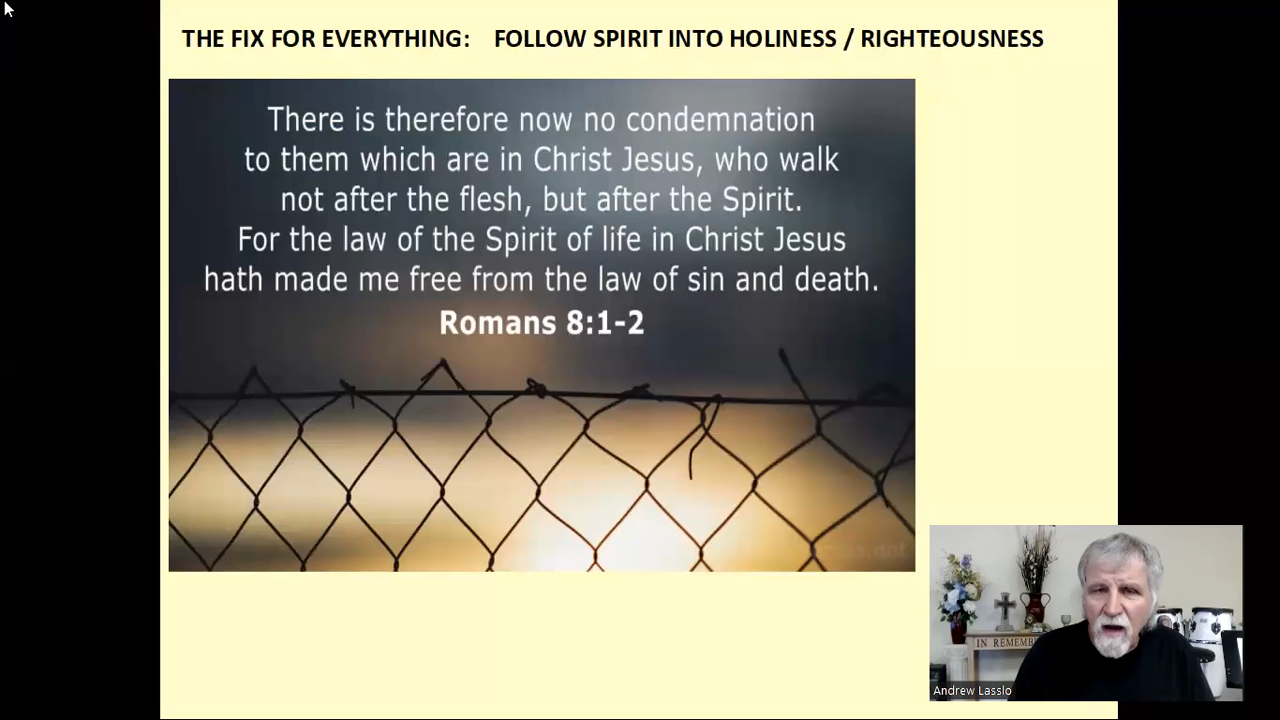 THE FIX FOR EVERYTHING: FOLLOW SPIRIT INTO HOLINESS / RIGHTEOUSNESS
There is therefore now no condemnation
to them which are in Christ Jesus, who walk
not after the flesh, but after the Spirit.
For the law of the Spirit of life in Christ Jesus
hath made me free from the law of sin and death.
Romans 8:1-2
IN REMEMB
Andrew Lasslo